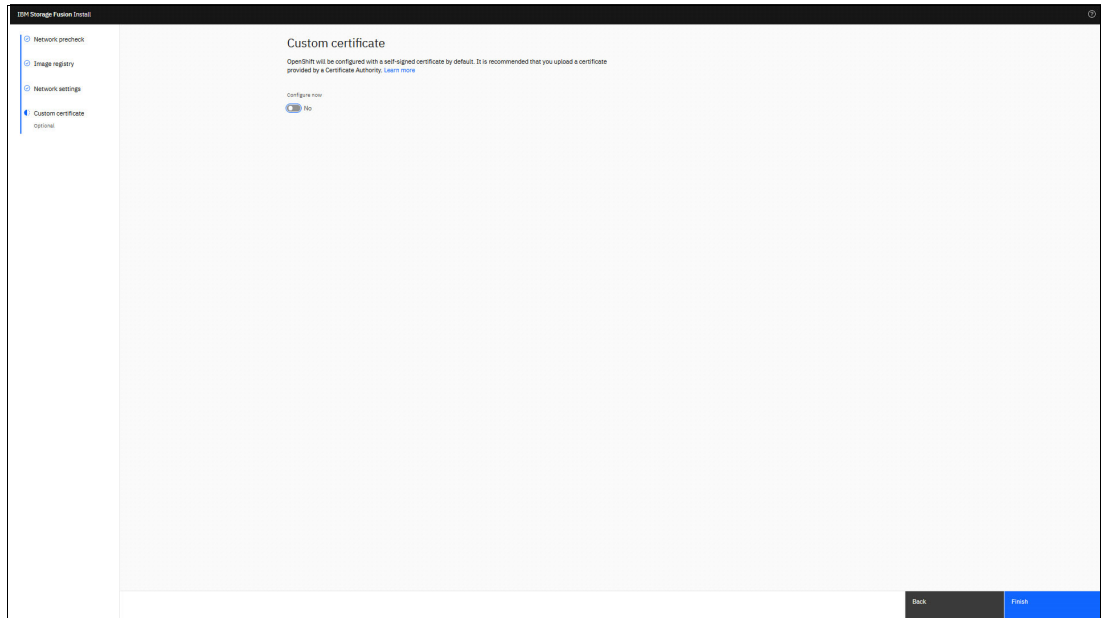 IBM Storage Fusion Install
Network precheck
Image registry
Network settings
Custom certificate
Optional
Custom certificate
OpenShift will be configured with a self-signed certificate by default. It is recommended that you upload a certificate
provided by a Certificate Authority. Learn more
Configure now
No
Back
Finish